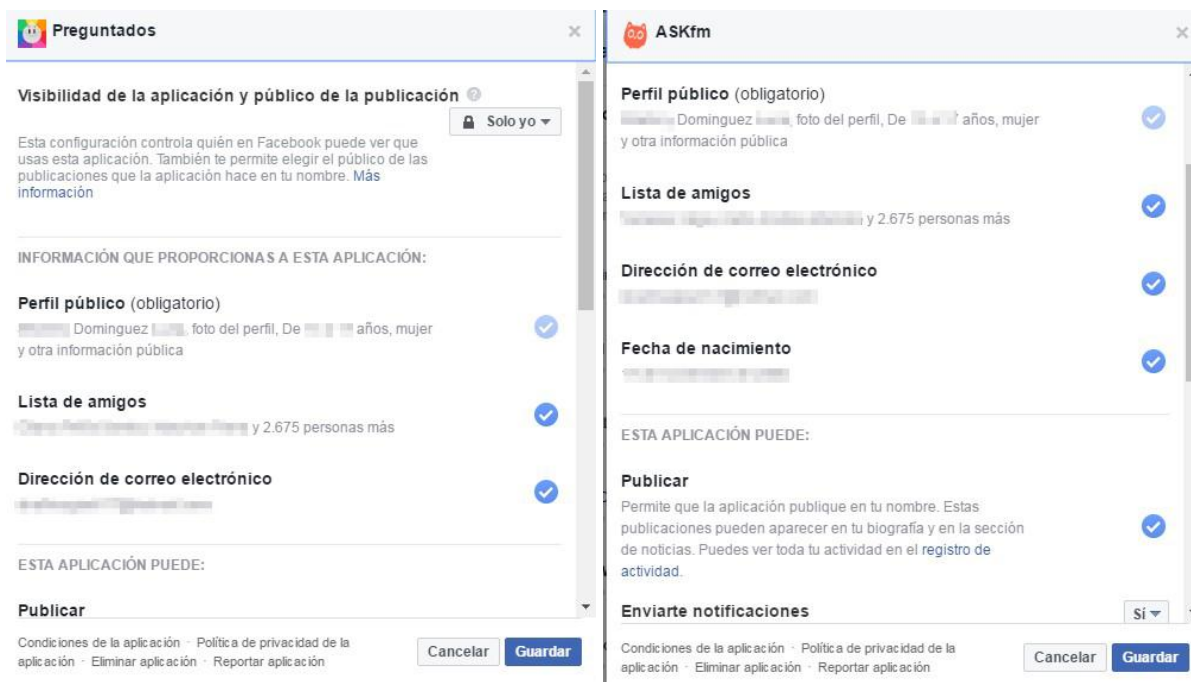 Preguntados
Visibilidad de la aplicación y público de la publicación
Solo yo
Esta configuración controla quién en Facebook puede ver que
usas esta aplicación. También te permite elegir el público de las
publicaciones que la aplicación hace en tu nombre. Más
información
INFORMACIÓN QUE PROPORCIONAS A ESTA APLICACIÓN:
Perfil público (obligatorio)
Dominguez , foto del perfil, De años, mujer
y otra información pública
Lista de amigos
y 2.675 personas más
Dirección de correo electrónico
ESTA APLICACIÓN PUEDE:
Publicar
Condiciones de la aplicación · Política de privacidad de la
aplicación · Eliminar aplicación · Reportar aplicación
Cancelar
Guardar
ASKfm
Perfil público (obligatorio)
Dominguez , foto del perfil, De años, mujer
y otra información pública
Lista de amigos
y 2.675 personas más
Dirección de correo electrónico
Fecha de nacimiento
ESTA APLICACIÓN PUEDE:
Publicar
Permite que la aplicación publique en tu nombre. Estas
publicaciones pueden aparecer en tu biografía y en la sección
de noticias. Puedes ver toda tu actividad en el registro de
actividad.
Enviarte notificaciones
Sí
Condiciones de la aplicación · Política de privacidad de la
aplicación · Eliminar aplicación · Reportar aplicación
Cancelar
Guardar